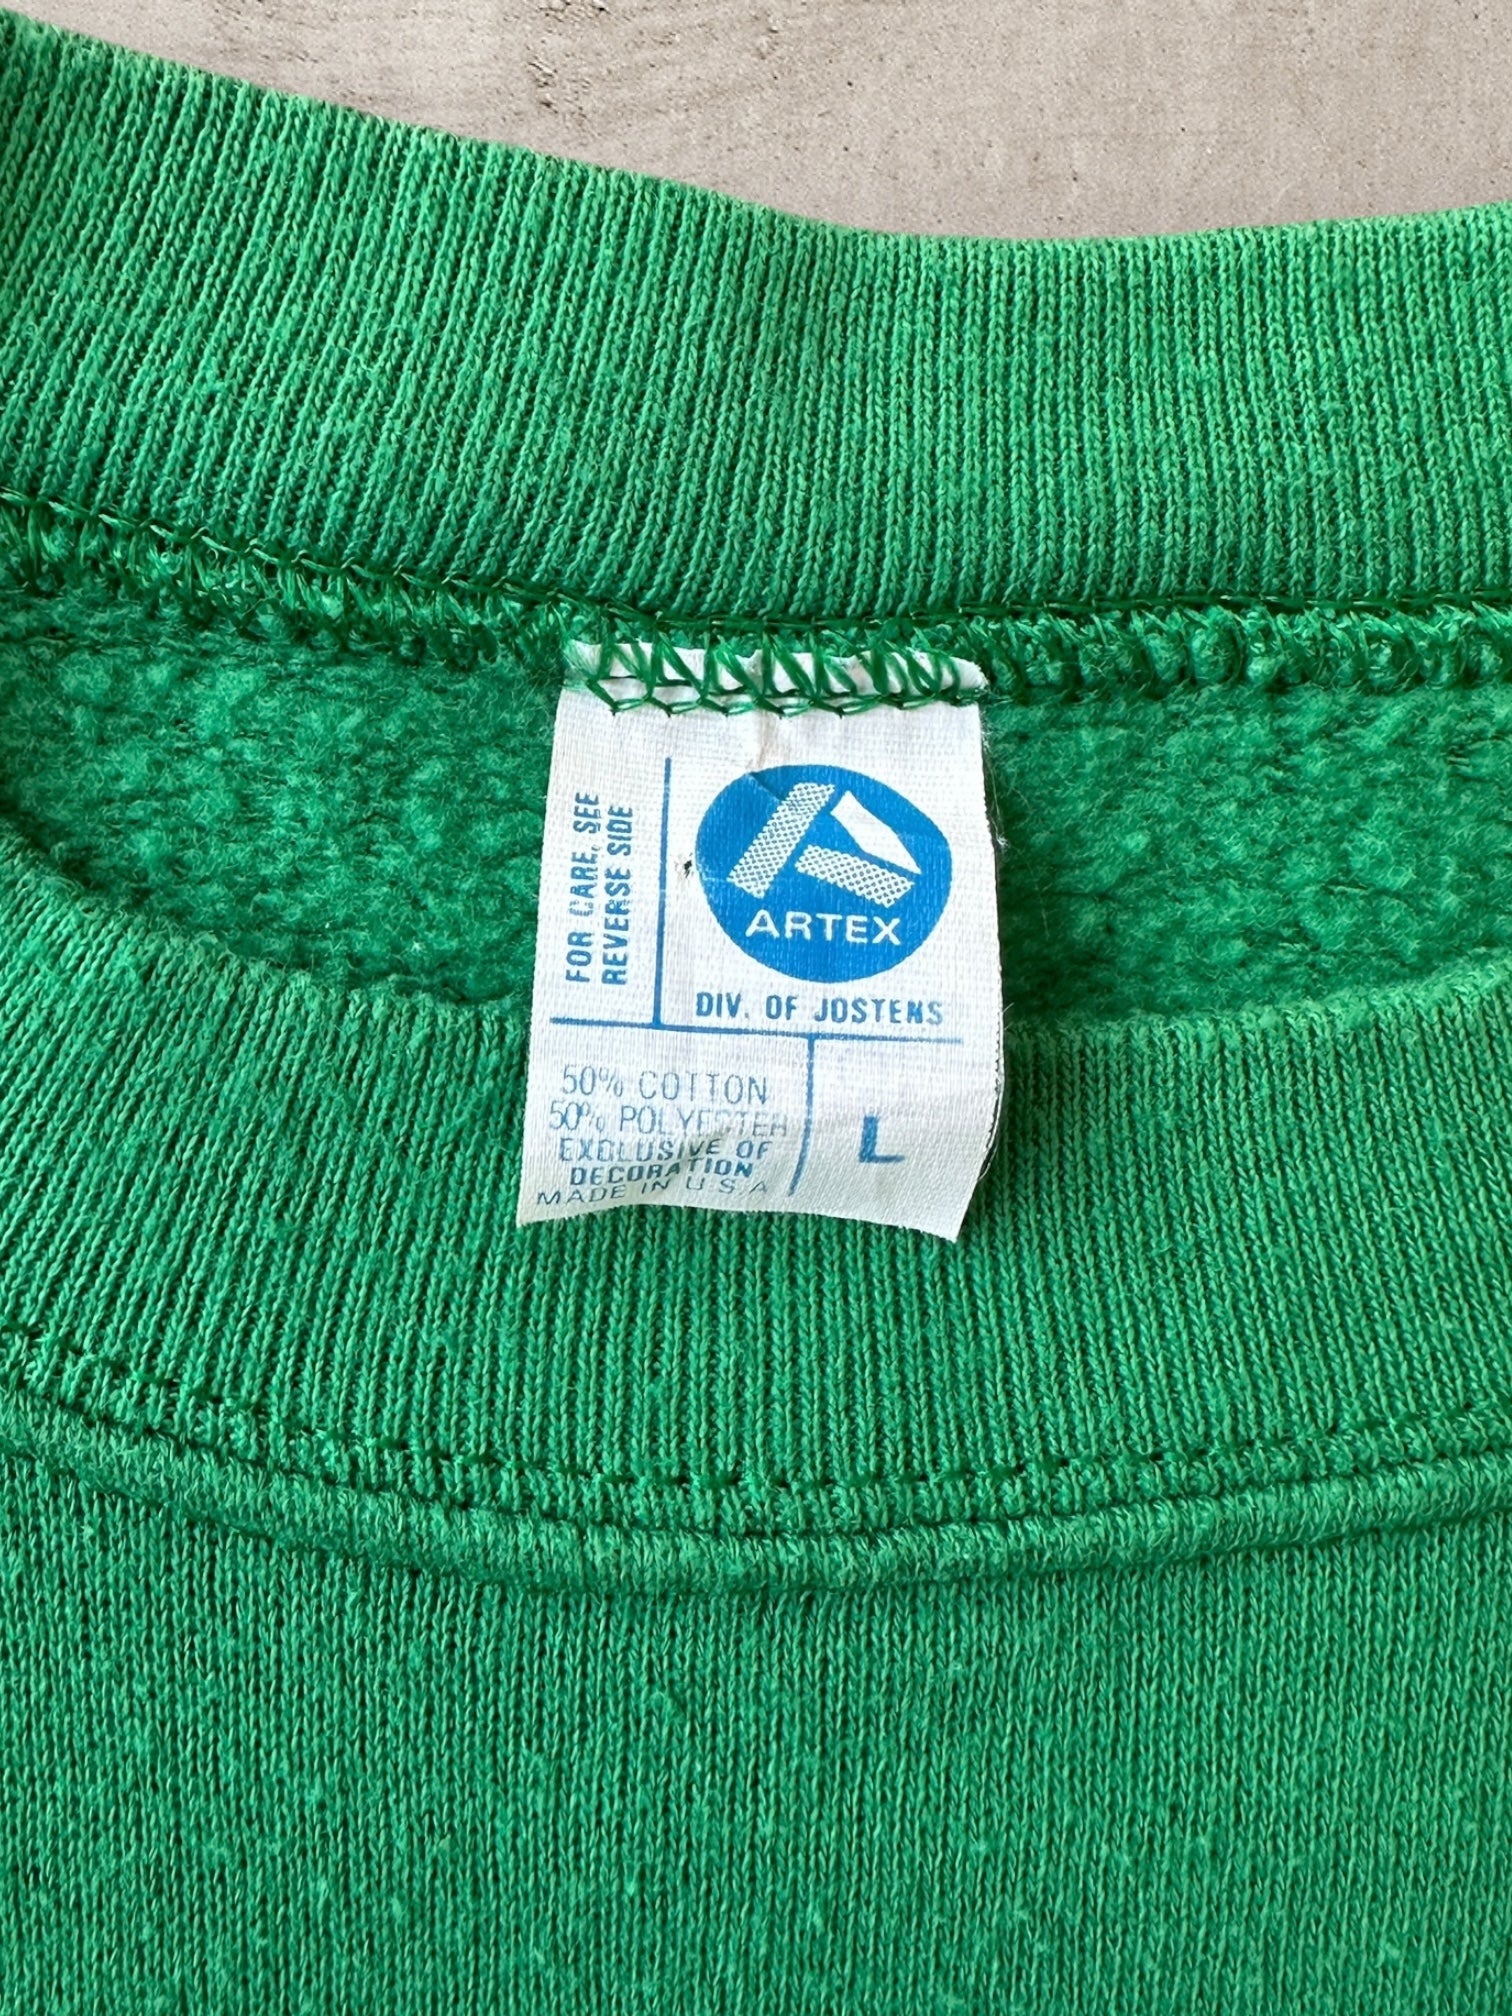 FOR CARE, SEE
REVERSE SIDE
ARTEX
DIV. OF JOSTENS
50% COTTON
50% POLYESTER
EXCLUSIVE OF
DECORATION
MADE IN U.S.A
L